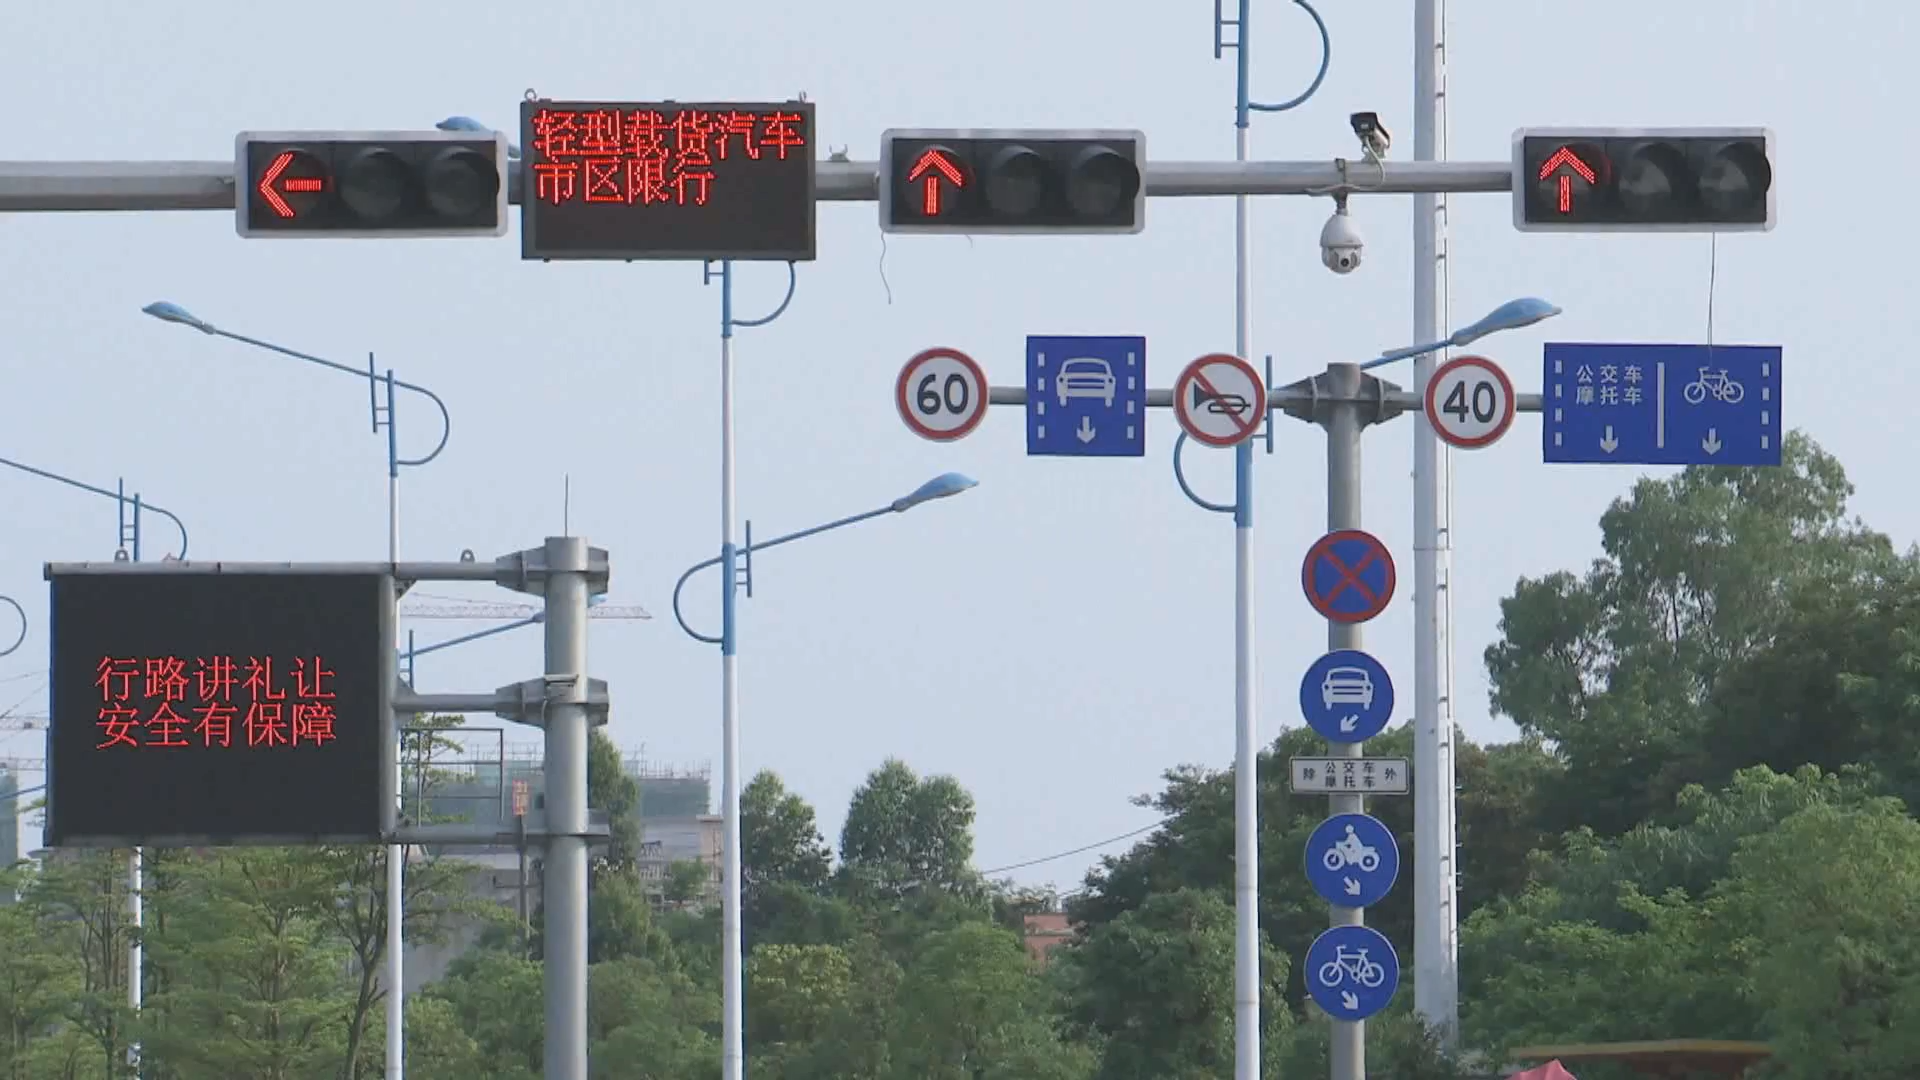 轻型载货汽车
市区限行
60
40
公交车
摩托车
行路讲礼让
安全有保障
除 公交车 外
摩托车